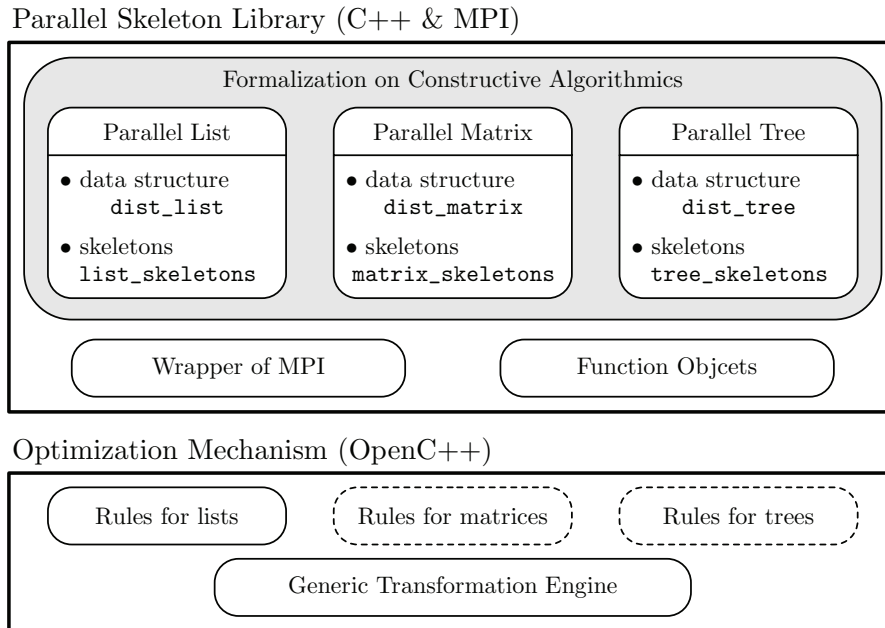 Parallel Skeleton Library (C++ & MPI)
Formalization on Constructive Algorithmics
Parallel List
• data structure
dist_list
• skeletons
list_skeletons
Parallel Matrix
• data structure
dist_matrix
• skeletons
matrix_skeletons
Parallel Tree
• data structure
dist_tree
• skeletons
tree_skeletons
Wrapper of MPI
Function Objcets
Optimization Mechanism (OpenC++)
Rules for lists
Rules for matrices
Rules for trees
Generic Transformation Engine